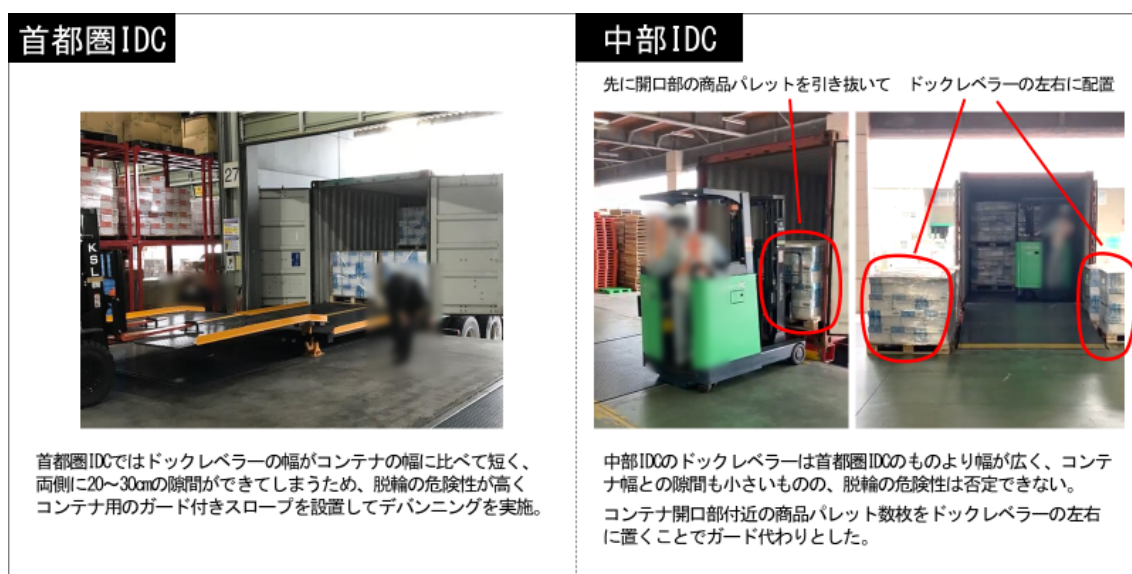 首都圏IDC
27
KSL
首都圏IDCではドックレベラーの幅がコンテナの幅に比べて短く、
両側に20～30㎝の隙間ができてしまうため、脱輪の危険性が高く
コンテナ用のガード付きスロープを設置してデバンニングを実施。
中部IDC
先に開口部の商品パレットを引き抜いて
ドックレベラーの左右に配置
中部IDCのドックレベラーは首都圏IDCのものより幅が広く、コンテ
ナ幅との隙間も小さいものの、脱輪の危険性は否定できない。
コンテナ開口部付近の商品パレット数枚をドックレベラーの左右
に置くことでガード代わりとした。